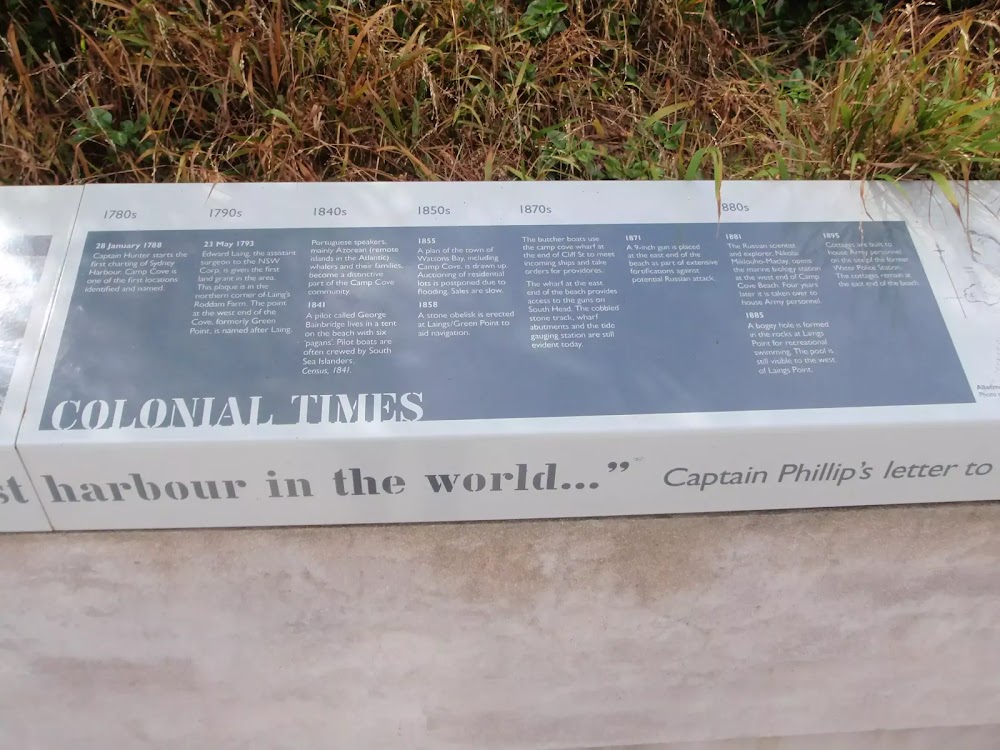 1780s
28 January 1788
Captain Hunter starts the
first charting of Sydney
Harbour. Camp Cove is
one of the first locations
identified and named.
1790s
23 May 1793
Edward Laing, the assistant
surgeon to the NSW
Corp, is given the first
land grant in the area.
This plaque is in the
northern corner of Laing's
Roddam Farm. The point
at the west end of the
Cove, formerly Green
Point, is named after Laing.
1840s
Portuguese speakers,
mainly Azorean (remote
islands in the Atlantic)
whalers and their families,
become a distinctive
part of the Camp Cove
community.
1841
A pilot called George
Bainbridge lives in a tent
on the beach with six
'pagans'. Pilot boats are
often crewed by South
Sea Islanders.
Census, 1841.
1850s
1855
A plan of the town of
Watsons Bay, including
Camp Cove, is drawn up.
Auctioning of residential
lots is postponed due to
flooding. Sales are slow.
1858
A stone obelisk is erected
at Laings/Green Point to
aid navigation.
1870s
The butcher boats use
the camp cove wharf at
the end of Cliff St to meet
incoming ships and take
orders for providores.
The wharf at the east
end of the beach provides
access to the guns on
South Head. The cobbled
stone track, wharf
abutments and the tide
gauging station are still
evident today.
1871
A 9-inch gun is placed
at the east end of the
beach as part of extensive
fortifications against
potential Russian attack.
880s
1881
The Russian scientist
and explorer, Nikolai
Miklouho-Maclay, opens
the marine biology station
at the west end of Camp
Cove Beach. Four years
later it is taken over to
house Army personnel.
1885
A bogey hole is formed
in the rocks at Laings
Point for recreational
swimming. The pool is
still visible to the west
of Laings Point.
1895
Cottages are built to
house Army personnel
on the site of the former
Water Police Station.
The cottages remain at
the east end of the beach.
COLONIAL TIMES
st harbour in the world..."
Captain Phillip's letter to